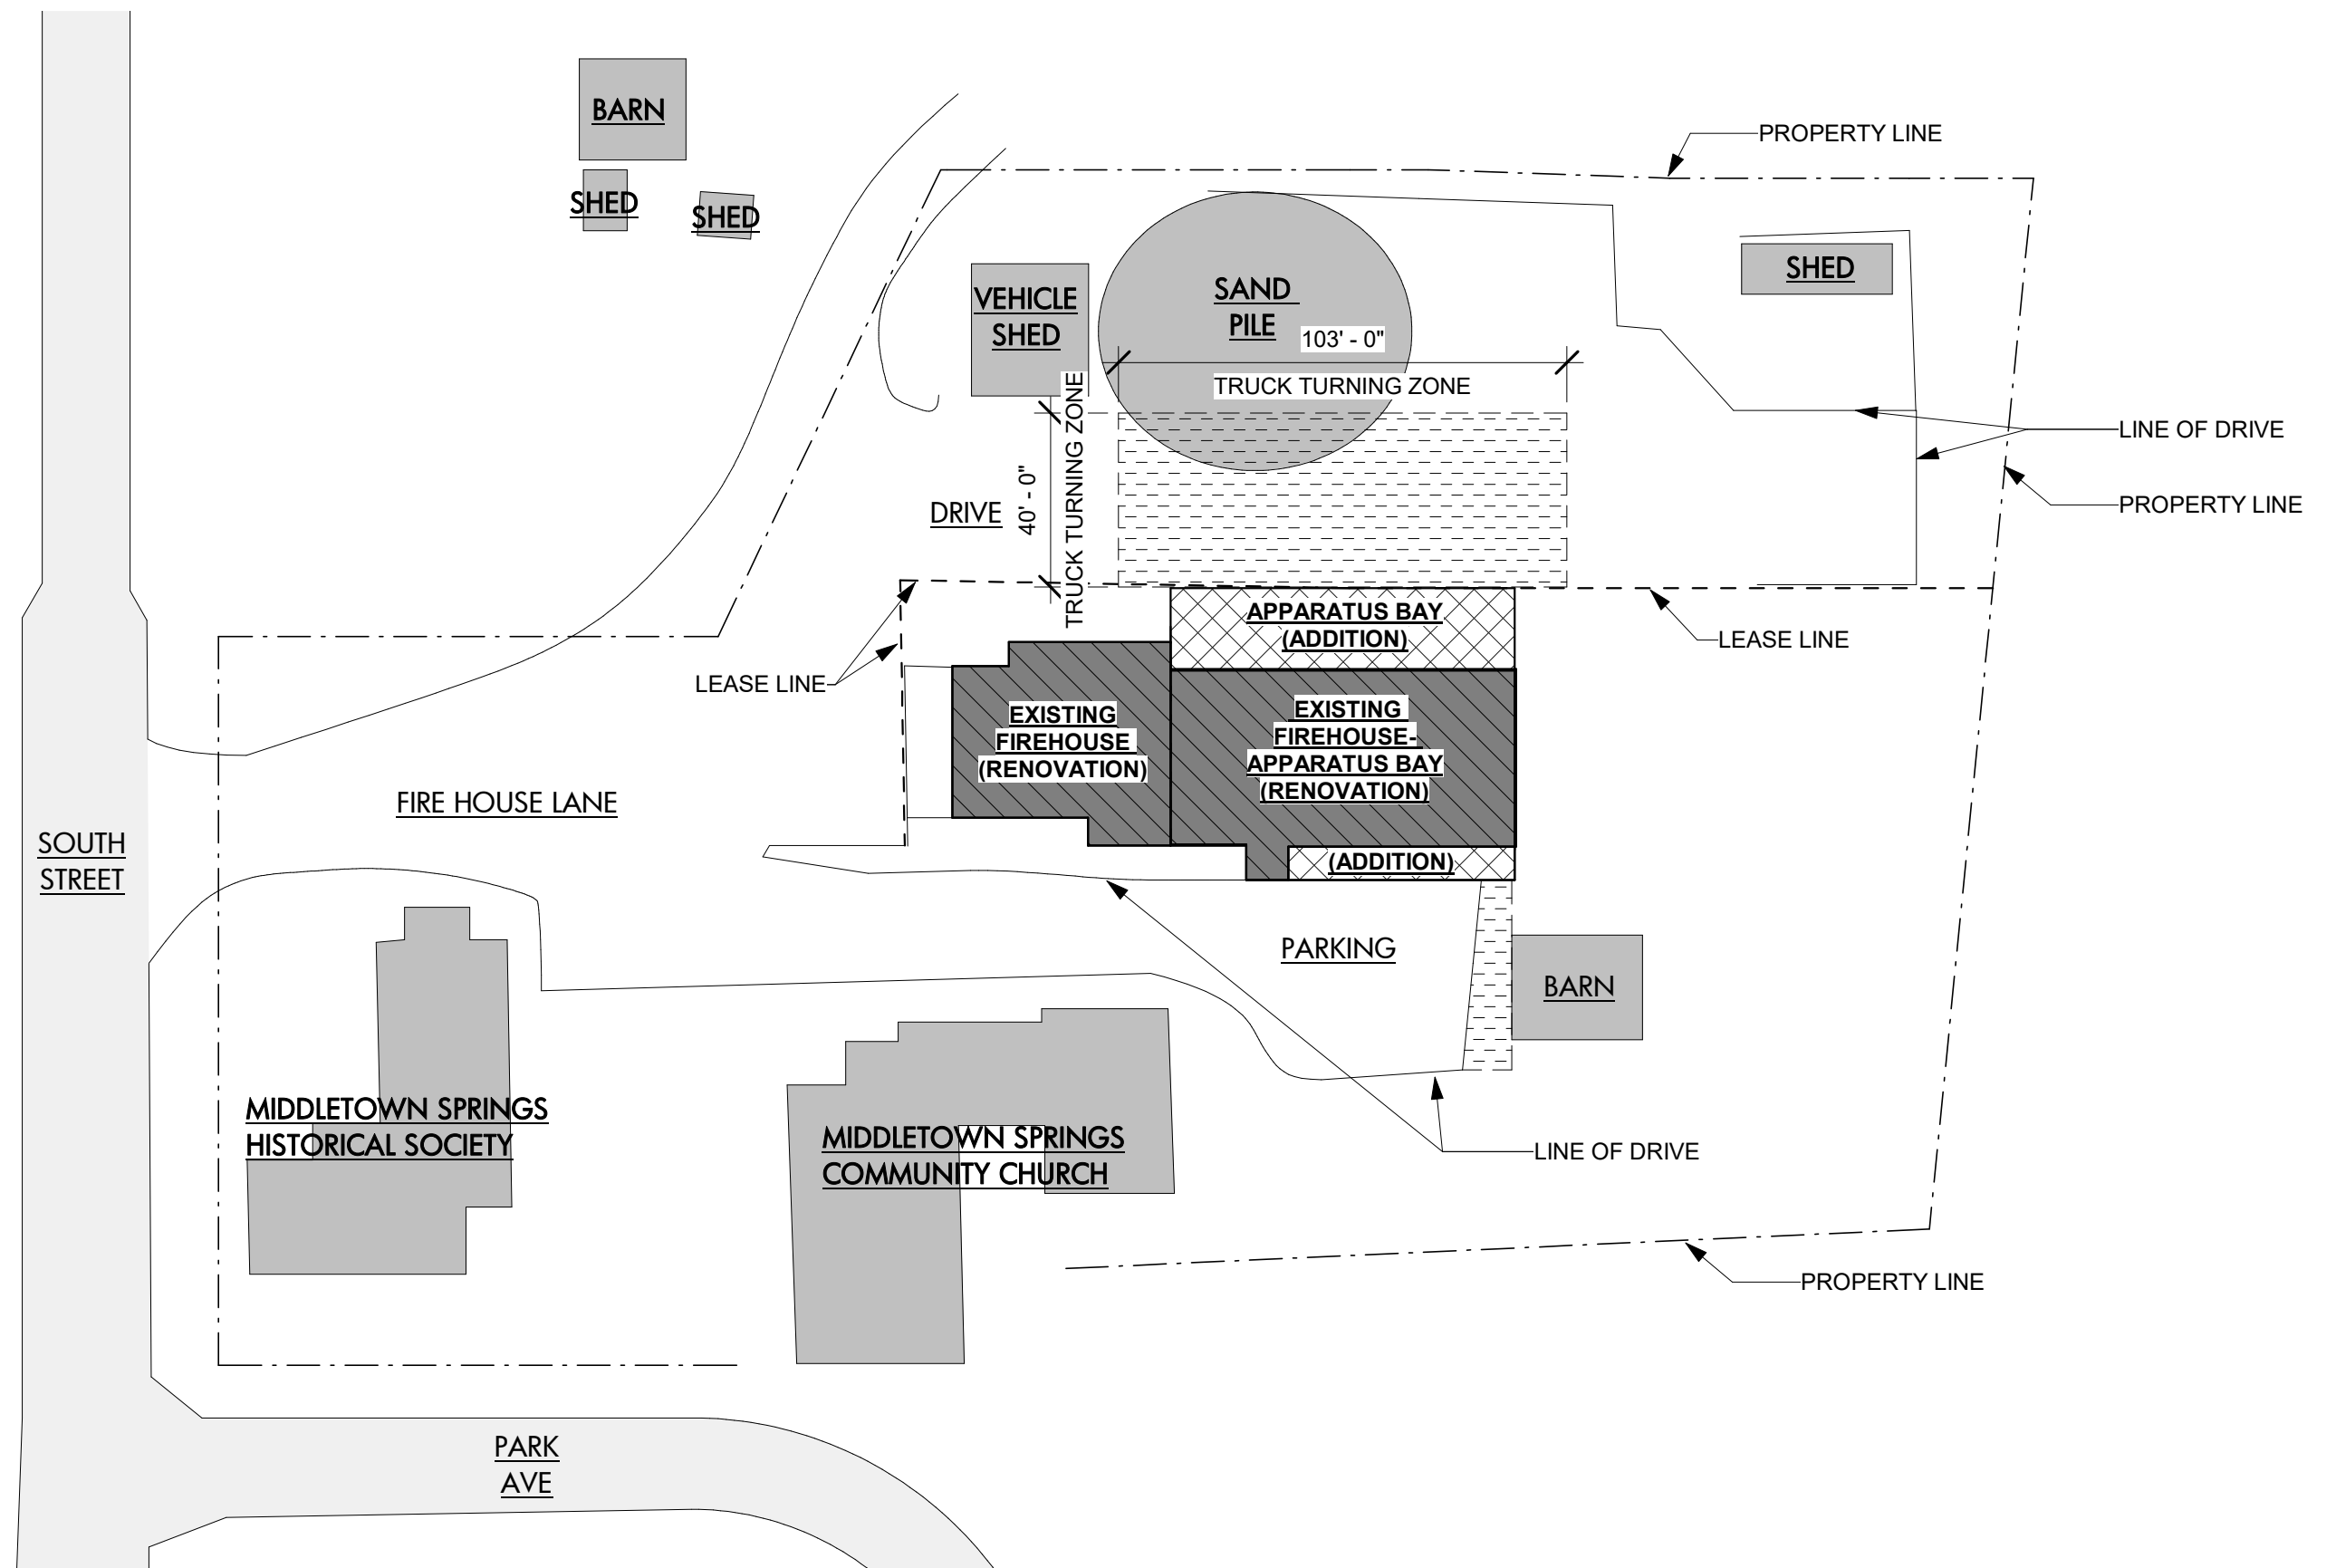 BARN
PROPERTY LINE
SHED
SHED
SHED
VEHICLE
SHED
SAND
PILE
103' - 0"
TRUCK TURNING ZONE
LINE OF DRIVE
PROPERTY LINE
DRIVE
40' - 0"
TRUCK TURNING ZONE
APPARATUS BAY
(ADDITION)
LEASE LINE
LEASE LINE
EXISTING
FIREHOUSE
(RENOVATION)
EXISTING
FIREHOUSE-
APPARATUS BAY
(RENOVATION)
FIRE HOUSE LANE
SOUTH
STREET
(ADDITION)
PARKING
BARN
MIDDLETOWN SPRINGS
HISTORICAL SOCIETY
MIDDLETOWN SPRINGS
COMMUNITY CHURCH
LINE OF DRIVE
PROPERTY LINE
PARK
AVE